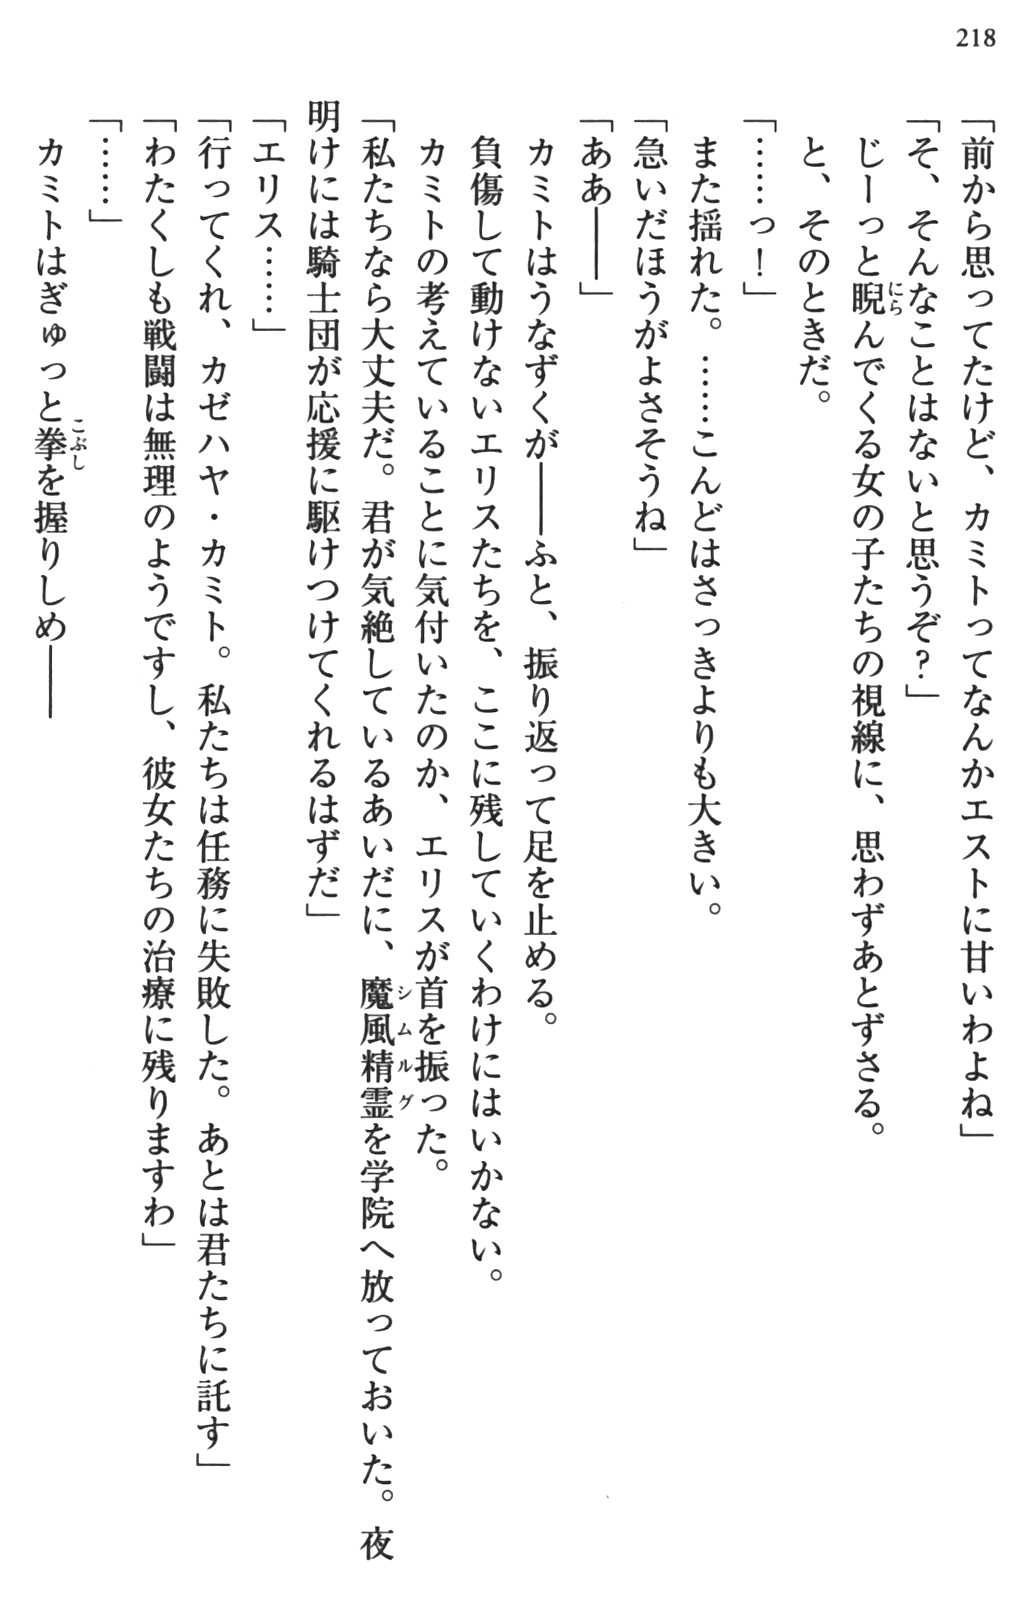 218
「前から思ってたけど、カミトってなんかエストに甘いわよね」
「そ、そんなことはないと思うぞ？」
じーっと睨んでくる女の子たちの視線に、思わずあとずさる。
にら
と、そのときだ。
「……っ！」
また揺れた。……こんどはさっきよりも大きい。
「急いだほうがよさそうね」
「ああ――」
カミトはうなずくが――ふと、振り返って足を止める。
負傷して動けないエリスたちを、ここに残していくわけにはいかない。
カミトの考えていることに気付いたのか、エリスが首を振った。
「私たちなら大丈夫だ。君が気絶しているあいだに、魔風精霊を学院へ放っておいた。夜
シムルグ
明けには騎士団が応援に駆けつけてくれるはずだ」
「エリス……」
「行ってくれ、カゼハヤ・カミト。私たちは任務に失敗した。あとは君たちに託す」
「わたくしも戦闘は無理のようですし、彼女たちの治療に残りますわ」
「……」
カミトはぎゅっと拳を握りしめ――
こぶし